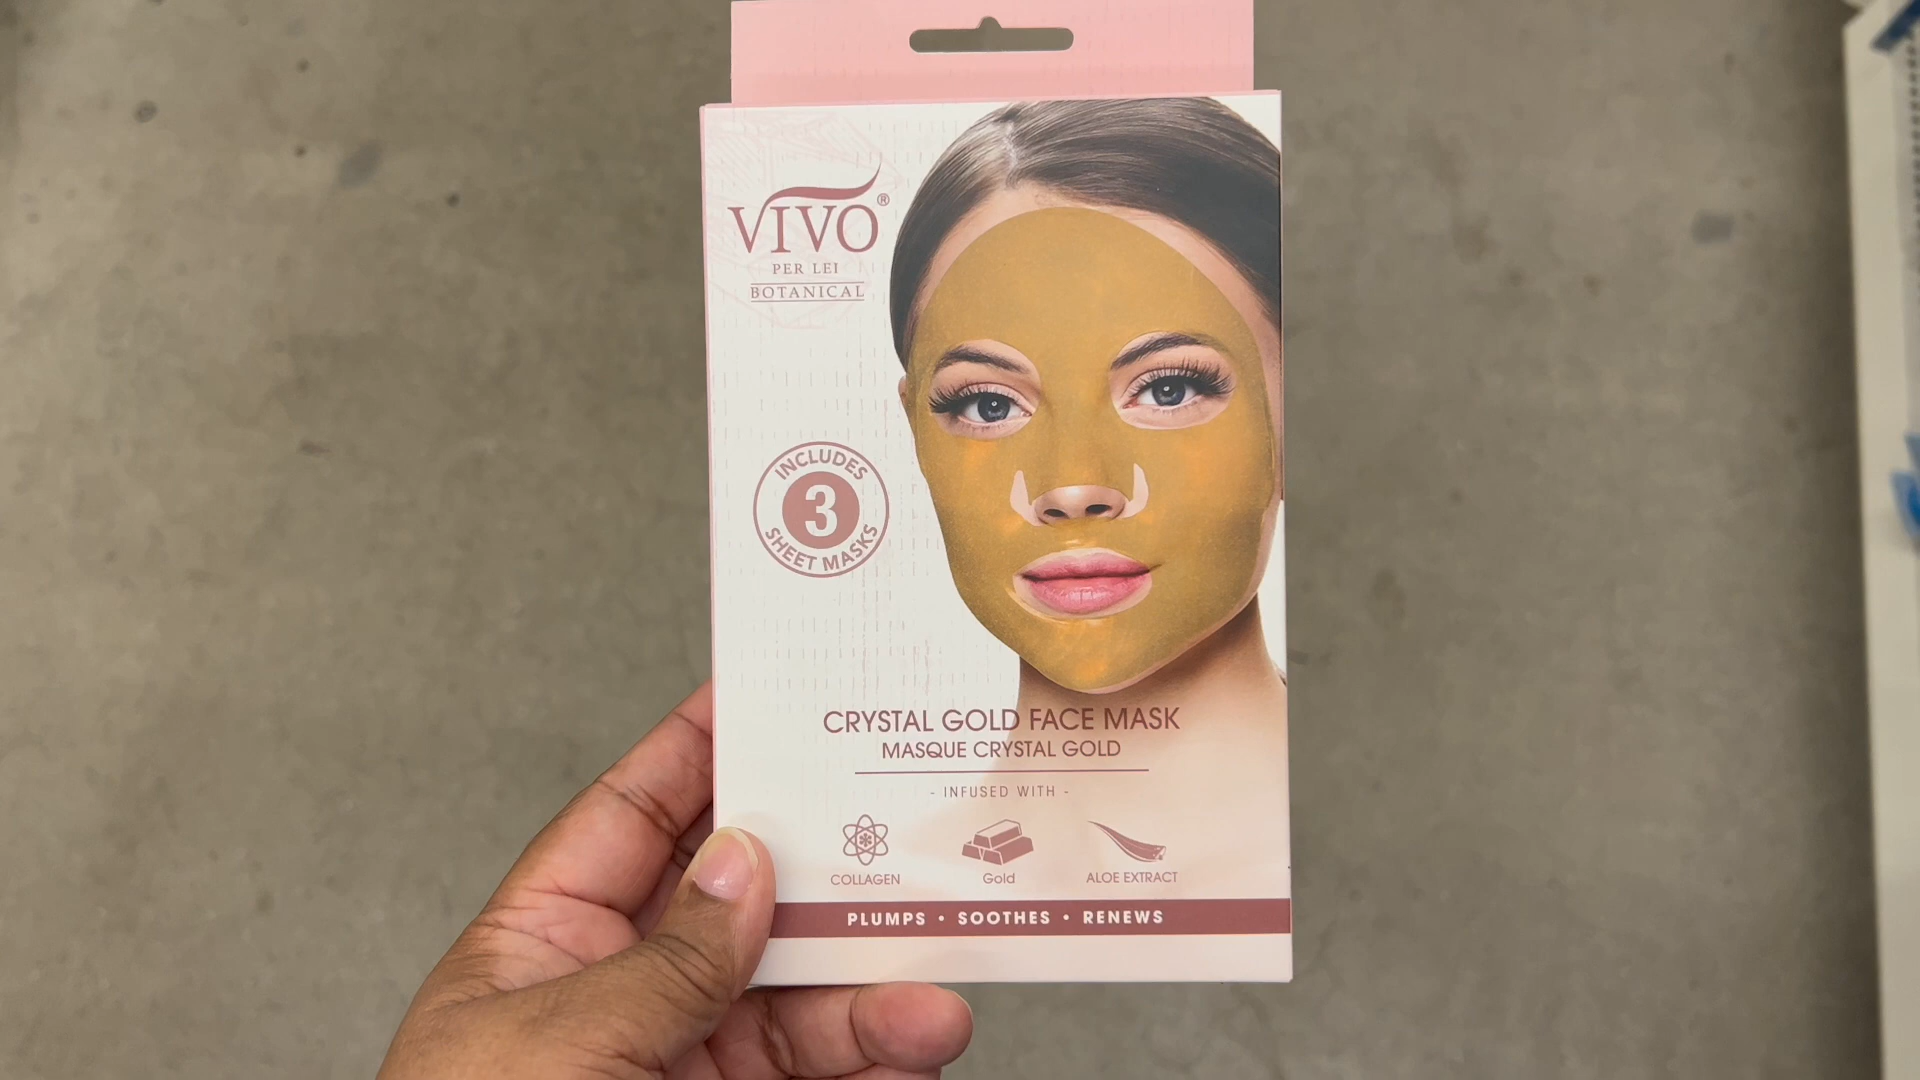 VIVO®
PER LEI
BOTANICAL
INCLUDES
3
SHEET MASKS
CRYSTAL GOLD FACE MASK
MASQUE CRYSTAL GOLD
- INFUSED WITH -
COLLAGEN
Gold
ALOE EXTRACT
PLUMPS • SOOTHES • RENEWS